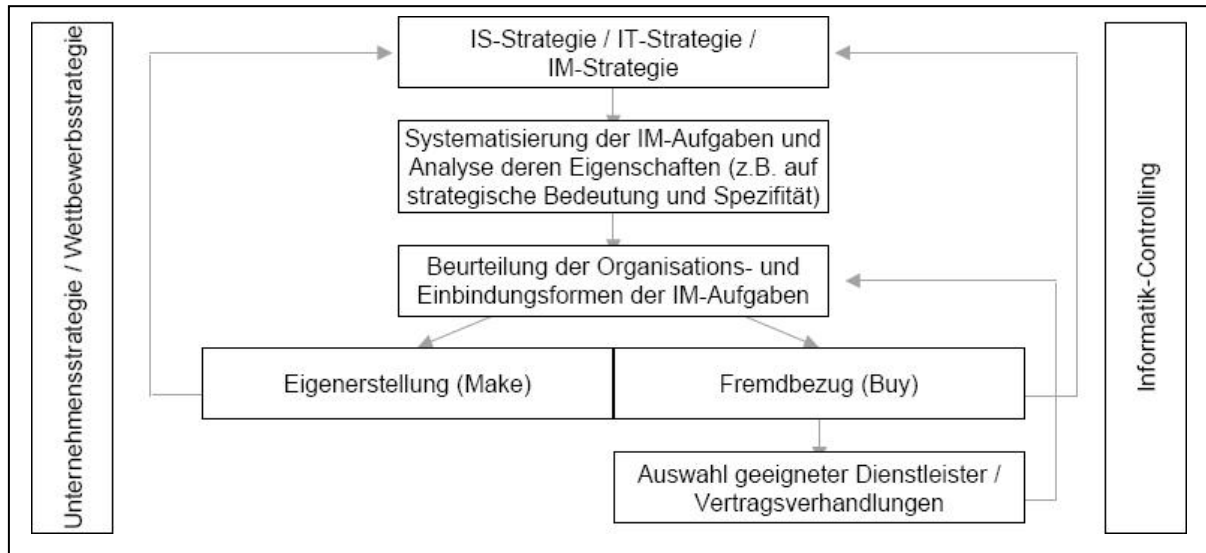 Unternehmensstrategie / Wettbewerbsstrategie
IS-Strategie / IT-Strategie /
IM-Strategie
Systematisierung der IM-Aufgaben und
Analyse deren Eigenschaften (z.B. auf
strategische Bedeutung und Spezifität)
Beurteilung der Organisations- und
Einbindungsformen der IM-Aufgaben
Eigenerstellung (Make)
Fremdbezug (Buy)
Auswahl geeigneter Dienstleister /
Vertragsverhandlungen
Informatik-Controlling